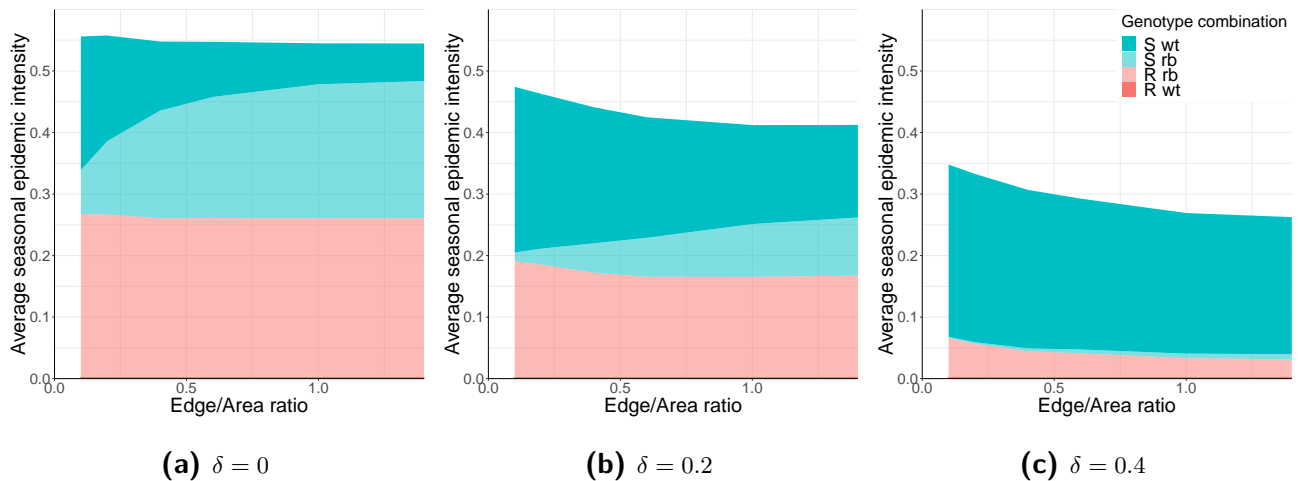 Average seasonal epidemic intensity
0.5
0.4
0.3
0.2
0.1
0.0
0.0 0.5 1.0
Edge/Area ratio
(a) δ = 0
Average seasonal epidemic intensity
0.5
0.4
0.3
0.2
0.1
0.0
0.0 0.5 1.0
Edge/Area ratio
(b) δ = 0.2
Average seasonal epidemic intensity
0.5
0.4
0.3
0.2
0.1
0.0
0.0 0.5 1.0
Edge/Area ratio
Genotype combination
S wt
S rb
R rb
R wt
(c) δ = 0.4